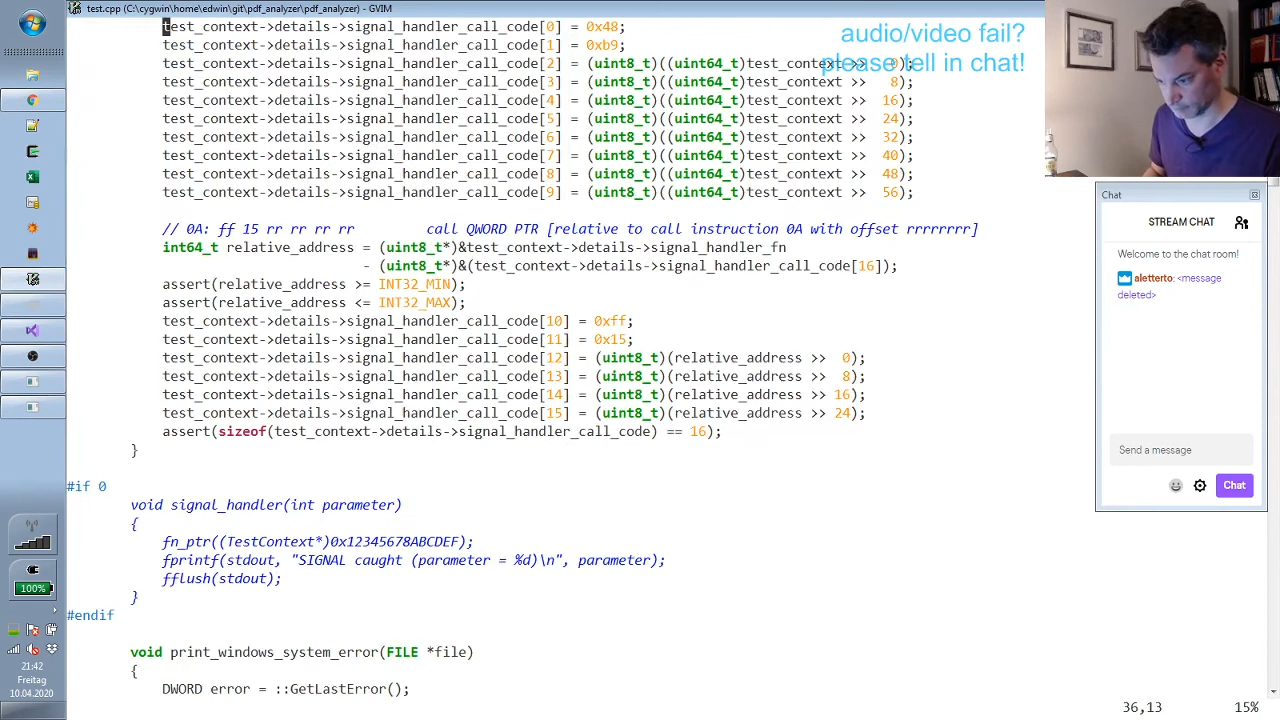 test.cpp (C:\cygwin\home\edwin\git\pdf_analyzer\pdf_analyzer) - GVIM
test_context->details->signal_handler_call_code[0] = 0x48;
test_context->details->signal_handler_call_code[1] = 0xb9;
test_context->details->signal_handler_call_code[2] = (uint8_t)((uint64_t)test_context >>  0);
test_context->details->signal_handler_call_code[3] = (uint8_t)((uint64_t)test_context >>  8);
test_context->details->signal_handler_call_code[4] = (uint8_t)((uint64_t)test_context >>  16);
test_context->details->signal_handler_call_code[5] = (uint8_t)((uint64_t)test_context >>  24);
test_context->details->signal_handler_call_code[6] = (uint8_t)((uint64_t)test_context >>  32);
test_context->details->signal_handler_call_code[7] = (uint8_t)((uint64_t)test_context >>  40);
test_context->details->signal_handler_call_code[8] = (uint8_t)((uint64_t)test_context >>  48);
test_context->details->signal_handler_call_code[9] = (uint8_t)((uint64_t)test_context >>  56);
// 0A: ff 15 rr rr rr rr         call QWORD PTR [relative to call instruction 0A with offset rrrrrrrr]
int64_t relative_address = (uint8_t*)&test_context->details->signal_handler_fn
- (uint8_t*)&(test_context->details->signal_handler_call_code[16]);
assert(relative_address >= INT32_MIN);
assert(relative_address <= INT32_MAX);
test_context->details->signal_handler_call_code[10] = 0xff;
test_context->details->signal_handler_call_code[11] = 0x15;
test_context->details->signal_handler_call_code[12] = (uint8_t)(relative_address >>  0);
test_context->details->signal_handler_call_code[13] = (uint8_t)(relative_address >>  8);
test_context->details->signal_handler_call_code[14] = (uint8_t)(relative_address >> 16);
test_context->details->signal_handler_call_code[15] = (uint8_t)(relative_address >> 24);
assert(sizeof(test_context->details->signal_handler_call_code) == 16);
}
#if 0
void signal_handler(int parameter)
{
fn_ptr((TestContext*)0x12345678ABCDEF);
fprintf(stdout, "SIGNAL caught (parameter = %d)\n", parameter);
fflush(stdout);
}
#endif
void print_windows_system_error(FILE *file)
{
DWORD error = ::GetLastError();
36,13    15%
audio/video fail?
please tell in chat!
Chat
STREAM CHAT
Welcome to the chat room!
aletterto: <message
deleted>
Send a message
Chat
100%
21:42
Freitag
10.04.2020